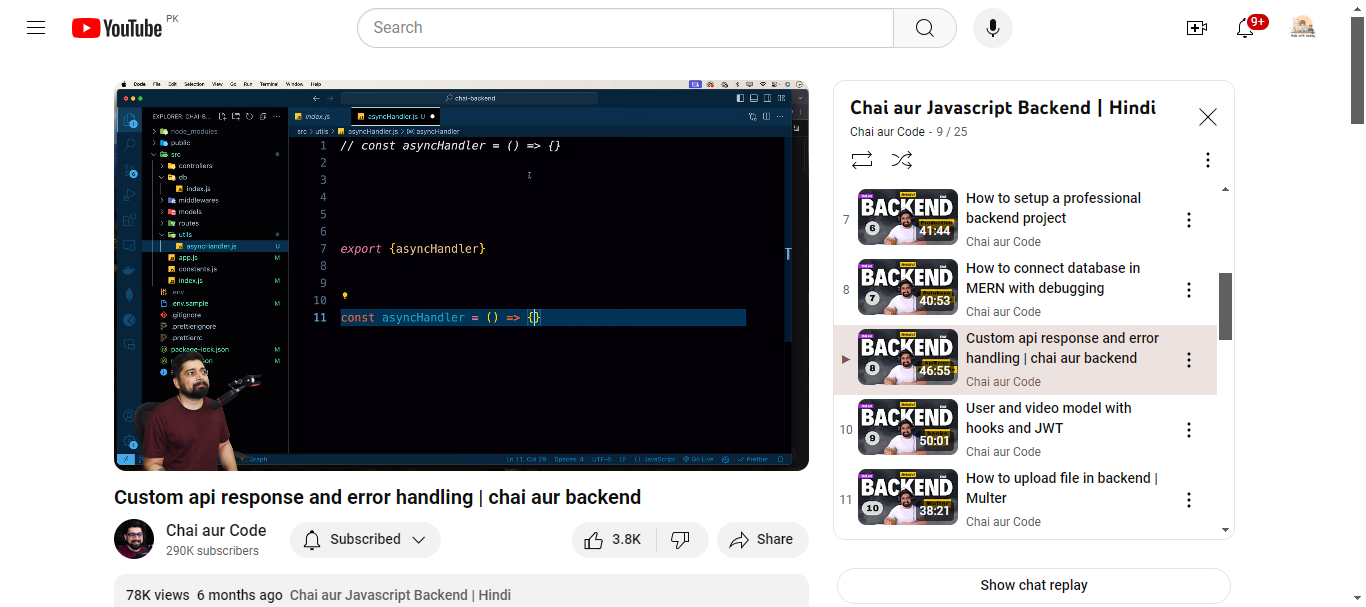 YouTube PK
Search
9+
Code File Edit Selection View Go Run Terminal Window Help
chai-backend
EXPLORER: CHAI-B...
node_modules
public
src
controllers
db
index.js
middlewares
models
routes
utils
asyncHandler.js U
app.js M
constants.js
index.js M
.env
.env.sample M
.gitignore
.prettierignore
.prettierrc
package-lock.json M
index.js
asyncHandler.js U
src > utils > asyncHandler.js > asyncHandler
1 // const asyncHandler = () => {}
2
3
4
5
6
7 export {asyncHandler}
8
9
10
11 const asyncHandler = () => {}
Graph
Ln 11, Col 29 Spaces: 4 UTF-8 LF {} JavaScript Go Live Prettier
Custom api response and error handling | chai aur backend
Chai aur Code
290K subscribers
Subscribed
3.8K
Share
78K views 6 months ago Chai aur Javascript Backend | Hindi
Chai aur Javascript Backend | Hindi
Chai aur Code - 9 / 25
7
BACKEND
6
41:44
How to setup a professional
backend project
Chai aur Code
8
BACKEND
7
40:53
How to connect database in
MERN with debugging
Chai aur Code
BACKEND
8
46:55
Custom api response and error
handling | chai aur backend
Chai aur Code
10
BACKEND
9
50:01
User and video model with
hooks and JWT
Chai aur Code
11
BACKEND
10
38:21
How to upload file in backend |
Multer
Chai aur Code
Show chat replay